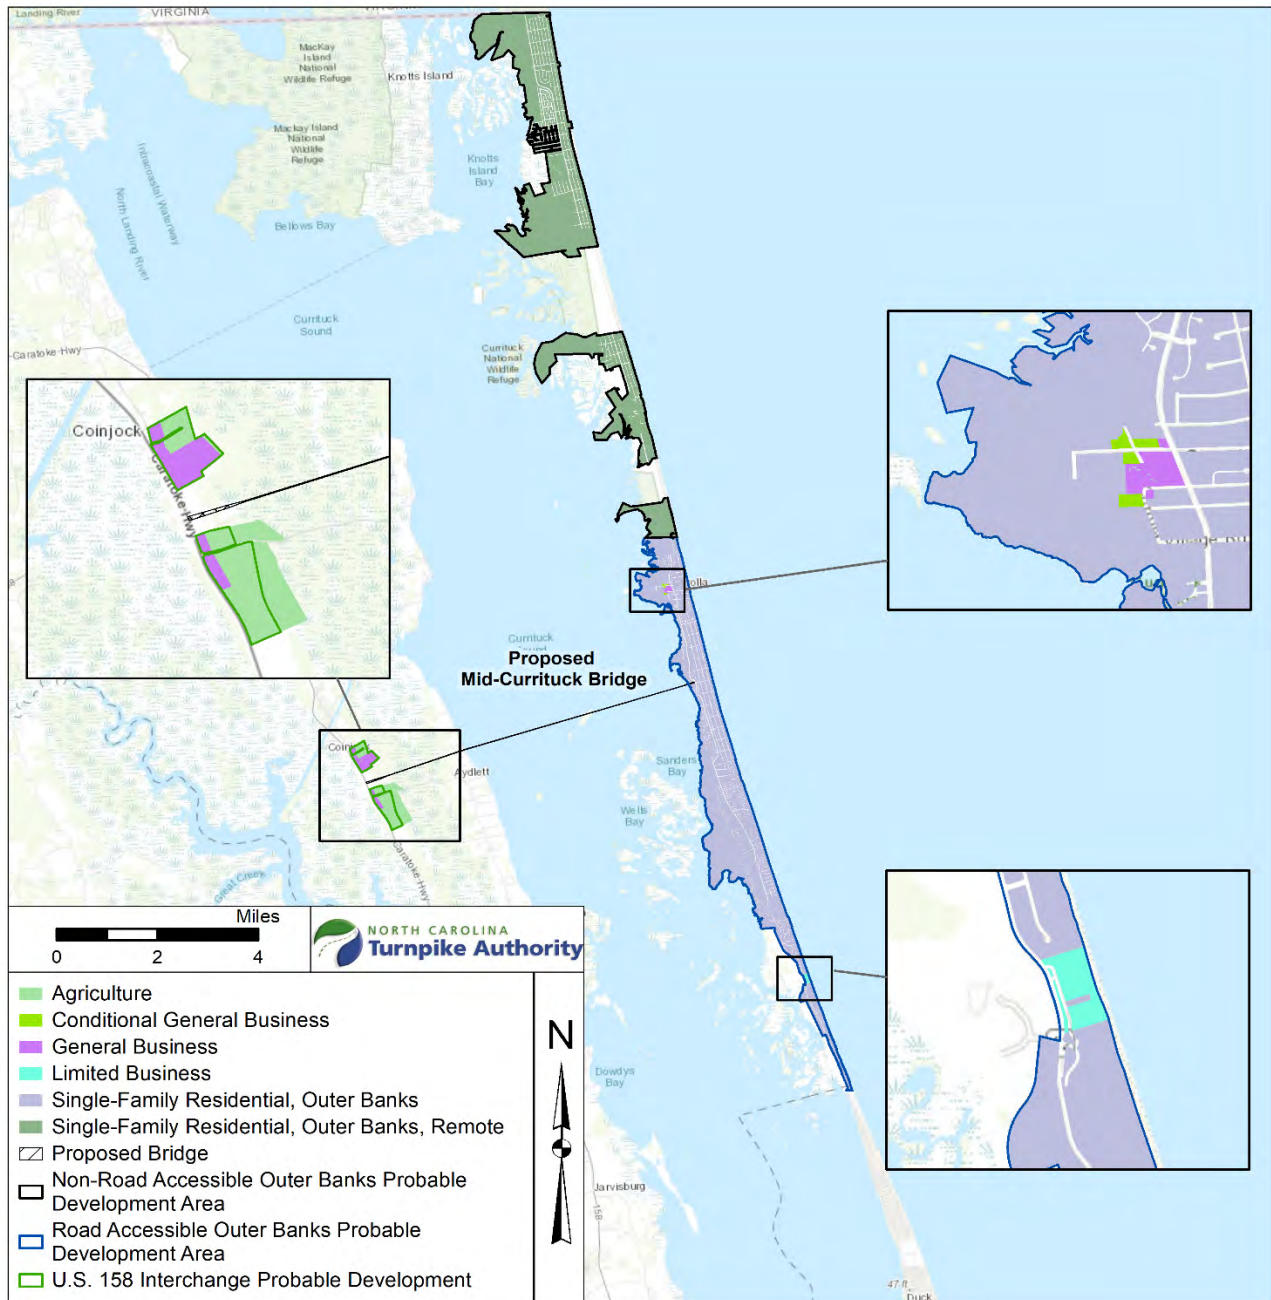 Landing River
VIRGINIA
MacKay
Island
National
Wildlife Refuge
Knotts Island
Mackay Island
National
Wildlife
Refuge
Knotts
Island
Bay
Intracoastal Waterway
North Landing River
Bellows Bay
Currituck
Sound
Caratoke Hwy
Currituck
National
Wildlife
Refuge
Coinjock
Caratoke Hwy
Village
olla
Proposed
Mid-Currituck Bridge
Sanders
Bay
Aydlett
Wells
Bay
Caratoke Hwy
Great Creek
Miles
0 2 4
NORTH CAROLINA
Turnpike Authority
Agriculture
Conditional General Business
General Business
Limited Business
Single-Family Residential, Outer Banks
Single-Family Residential, Outer Banks, Remote
Proposed Bridge
Non-Road Accessible Outer Banks Probable
Development Area
Road Accessible Outer Banks Probable
Development Area
U.S. 158 Interchange Probable Development
N
Dowdys
Bay
Jarvisburg
158
47 ft
Duck